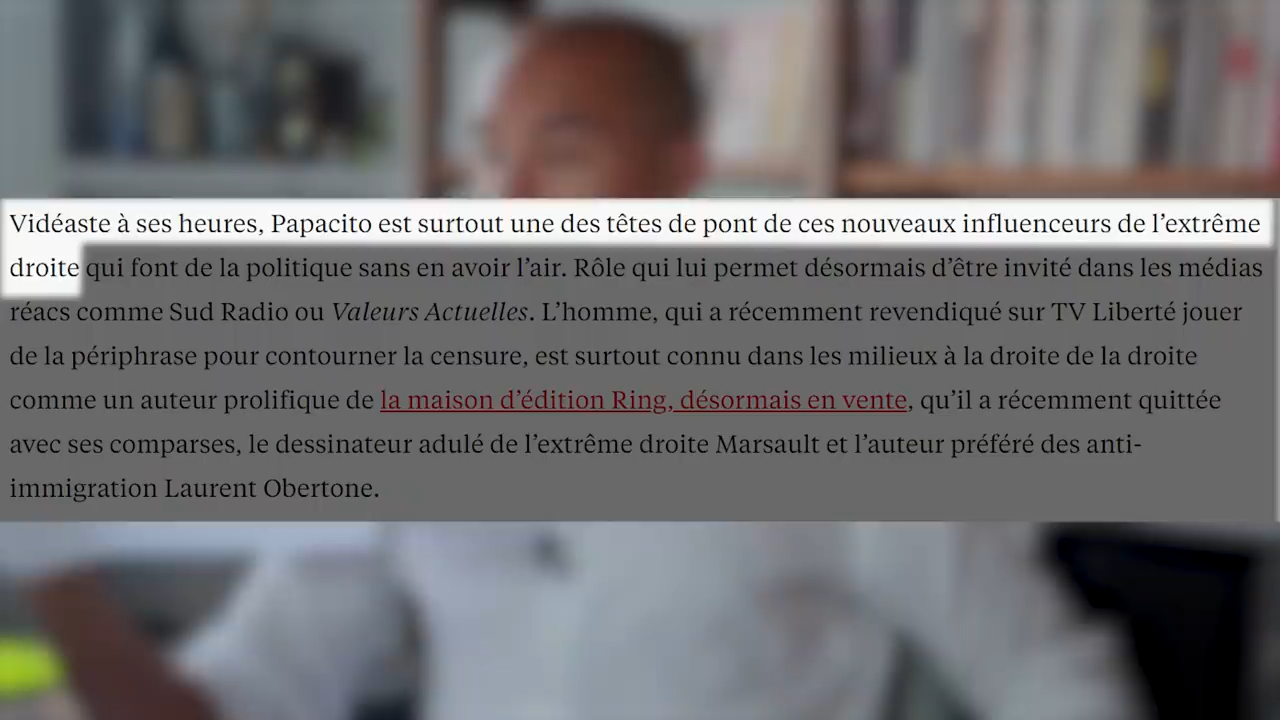 Vidéaste à ses heures, Papacito est surtout une des têtes de pont de ces nouveaux influenceurs de l’extrême
droite qui font de la politique sans en avoir l’air. Rôle qui lui permet désormais d’être invité dans les médias
réacs comme Sud Radio ou Valeurs Actuelles. L’homme, qui a récemment revendiqué sur TV Liberté jouer
de la périphrase pour contourner la censure, est surtout connu dans les milieux à la droite de la droite
comme un auteur prolifique de la maison d’édition Ring, désormais en vente, qu’il a récemment quittée
avec ses comparses, le dessinateur adulé de l’extrême droite Marsault et l’auteur préféré des anti-
immigration Laurent Obertone.